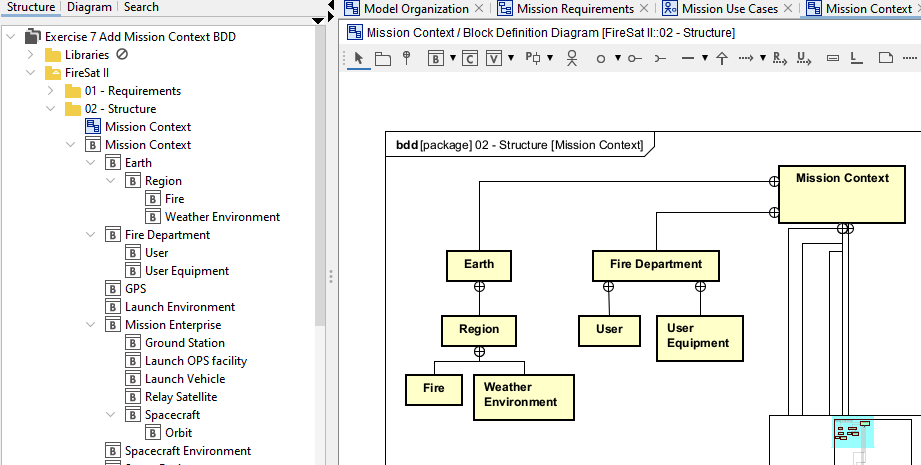 Structure Diagram Search
Exercise 7 Add Mission Context BDD
Libraries
FireSat II
01 - Requirements
02 - Structure
Mission Context
B Mission Context
B Earth
B Region
B Fire
B Weather Environment
B Fire Department
B User
B User Equipment
B GPS
B Launch Environment
B Mission Enterprise
B Ground Station
B Launch OPS facility
B Launch Vehicle
B Relay Satellite
B Spacecraft
B Orbit
B Spacecraft Environment
Model Organization Mission Requirements Mission Use Cases Mission Context
Mission Context / Block Definition Diagram [FireSat II::02 - Structure]
B C V P R U L
bdd [package] 02 - Structure [Mission Context]
Mission Context
Earth
Fire Department
Region
User
User
Equipment
Fire
Weather
Environment